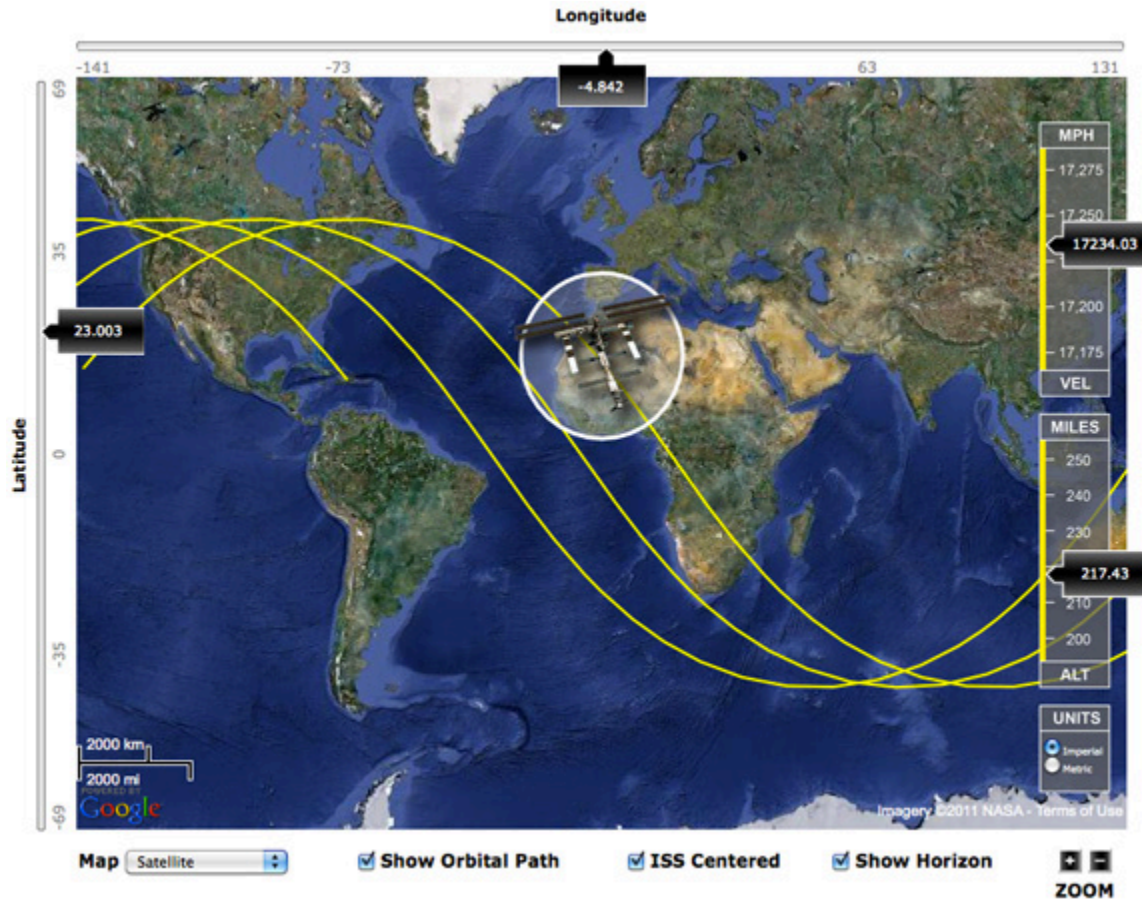 Longitude
-141
-73
-4.842
63
131
69
35
23.003
Latitude
0
-35
-69
MPH
17,275
17,250
17234.03
17,200
17,175
VEL
MILES
250
240
230
217.43
210
200
ALT
UNITS
Imperial
Metric
2000 km
2000 mi
POWERED BY
Google
Imagery ©2011 NASA - Terms of Use
Map Satellite Show Orbital Path ISS Centered Show Horizon
ZOOM